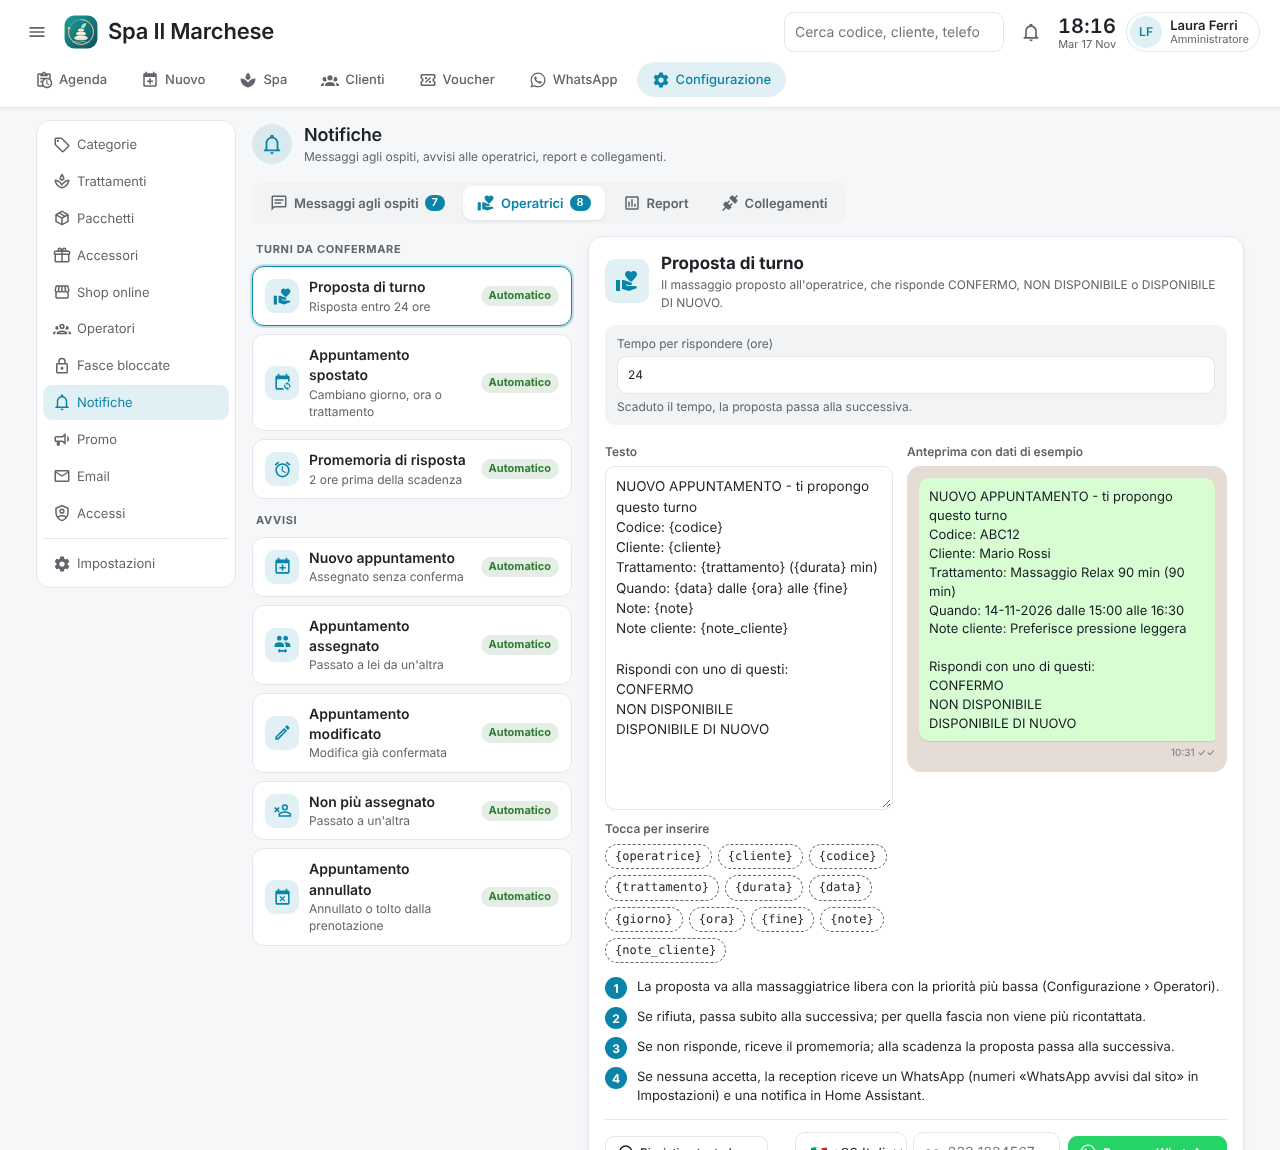 Spa Il Marchese
Cerca codice, cliente, telefo
18:16
Mar 17 Nov
LF
Laura Ferri
Amministratore
Agenda
Nuovo
Spa
Clienti
Voucher
WhatsApp
Configurazione
Categorie
Trattamenti
Pacchetti
Accessori
Shop online
Operatori
Fasce bloccate
Notifiche
Promo
Email
Accessi
Impostazioni
Notifiche
Messaggi agli ospiti, avvisi alle operatrici, report e collegamenti.
Messaggi agli ospiti 7
Operatrici 8
Report
Collegamenti
TURNI DA CONFERMARE
Proposta di turno
Risposta entro 24 ore
Automatico
Appuntamento
spostato
Cambiano giorno, ora o
trattamento
Automatico
Promemoria di risposta
2 ore prima della scadenza
Automatico
AVVISI
Nuovo appuntamento
Assegnato senza conferma
Automatico
Appuntamento
assegnato
Passato a lei da un'altra
Automatico
Appuntamento
modificato
Modifica già confermata
Automatico
Non più assegnato
Passato a un'altra
Automatico
Appuntamento
annullato
Annullato o tolto dalla
prenotazione
Automatico
Proposta di turno
Il massaggio proposto all'operatrice, che risponde CONFERMO, NON DISPONIBILE o DISPONIBILE
DI NUOVO.
Tempo per rispondere (ore)
24
Scaduto il tempo, la proposta passa alla successiva.
Testo
NUOVO APPUNTAMENTO - ti propongo
questo turno
Codice: {codice}
Cliente: {cliente}
Trattamento: {trattamento} ({durata} min)
Quando: {data} dalle {ora} alle {fine}
Note: {note}
Note cliente: {note_cliente}
Rispondi con uno di questi:
CONFERMO
NON DISPONIBILE
DISPONIBILE DI NUOVO
Anteprima con dati di esempio
NUOVO APPUNTAMENTO - ti propongo
questo turno
Codice: ABC12
Cliente: Mario Rossi
Trattamento: Massaggio Relax 90 min (90
min)
Quando: 14-11-2026 dalle 15:00 alle 16:30
Note cliente: Preferisce pressione leggera
Rispondi con uno di questi:
CONFERMO
NON DISPONIBILE
DISPONIBILE DI NUOVO
10:31
Tocca per inserire
{operatrice} {cliente} {codice}
{trattamento} {durata} {data}
{giorno} {ora} {fine} {note}
{note_cliente}
1 La proposta va alla massaggiatrice libera con la priorità più bassa (Configurazione › Operatori).
2 Se rifiuta, passa subito alla successiva; per quella fascia non viene più ricontattata.
3 Se non risponde, riceve il promemoria; alla scadenza la proposta passa alla successiva.
4 Se nessuna accetta, la reception riceve un WhatsApp (numeri «WhatsApp avvisi dal sito» in
Impostazioni) e una notifica in Home Assistant.